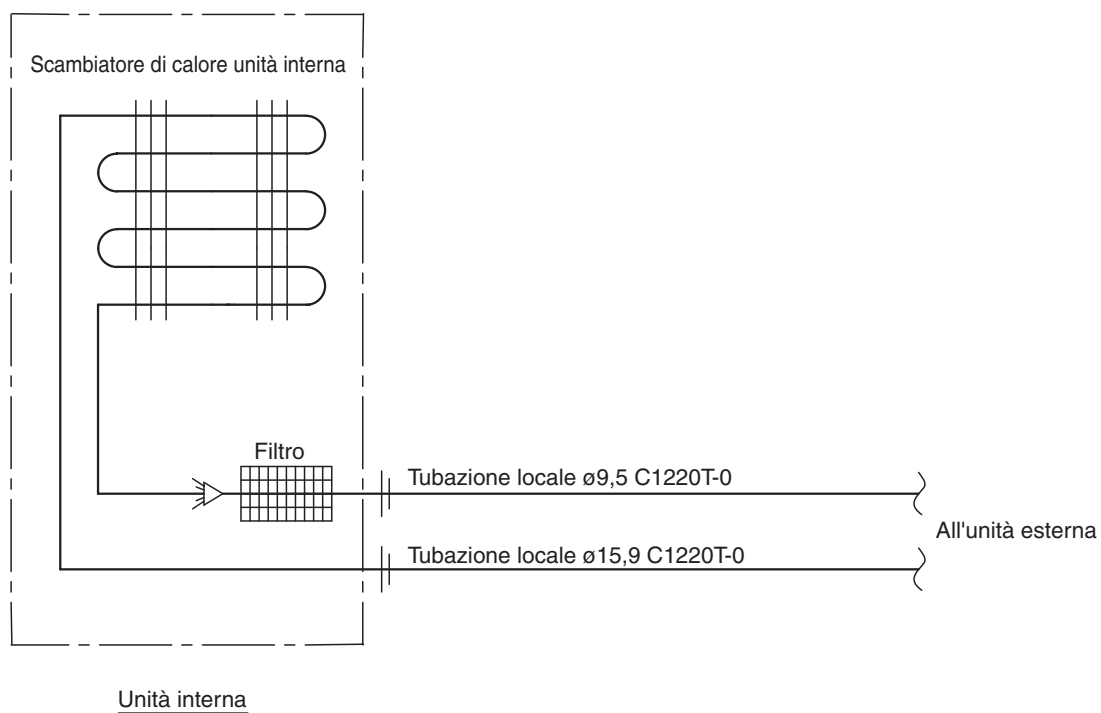 Scambiatore di calore unità interna
Filtro
Tubazione locale ø9,5 C1220T-0
All'unità esterna
Tubazione locale ø15,9 C1220T-0
Unità interna